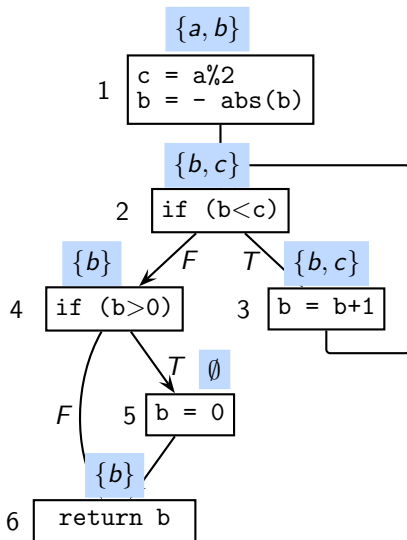 {a, b}
1
c = a%2
b = - abs(b)
{b, c}
2
if (b<c)
F
T
{b}
{b, c}
4
if (b>0)
3
b = b+1
T
∅
F
5
b = 0
{b}
6
return b